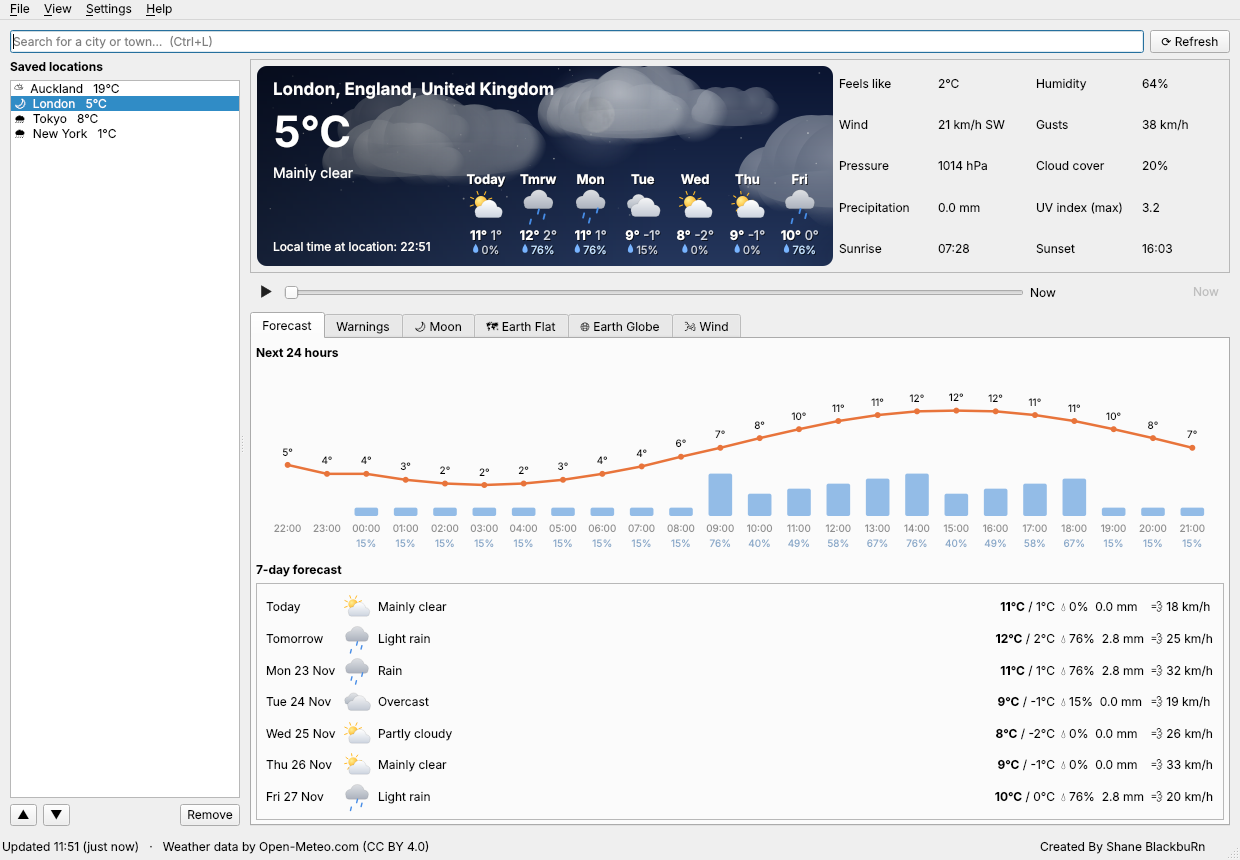 File View Settings Help
Search for a city or town... (Ctrl+L)
⟳ Refresh
Saved locations
Auckland 19°C
London 5°C
Tokyo 8°C
New York 1°C
London, England, United Kingdom
5°C
Mainly clear
Local time at location: 22:51
Today Tmrw Mon Tue Wed Thu Fri
11° 1° 12° 2° 11° 1° 9° -1° 8° -2° 9° -1° 10° 0°
0% 76% 76% 15% 0% 0% 76%
Feels like 2°C Humidity 64%
Wind 21 km/h SW Gusts 38 km/h
Pressure 1014 hPa Cloud cover 20%
Precipitation 0.0 mm UV index (max) 3.2
Sunrise 07:28 Sunset 16:03
Now Now
Forecast Warnings Moon Earth Flat Earth Globe Wind
Next 24 hours
5° 4° 4° 3° 2° 2° 2° 3° 4° 4° 6° 7° 8° 10° 11° 11° 12° 12° 12° 11° 11° 10° 8° 7°
22:00 23:00 00:00 01:00 02:00 03:00 04:00 05:00 06:00 07:00 08:00 09:00 10:00 11:00 12:00 13:00 14:00 15:00 16:00 17:00 18:00 19:00 20:00 21:00
15% 15% 15% 15% 15% 15% 15% 15% 15% 76% 40% 49% 58% 67% 76% 40% 49% 58% 67% 15% 15% 15%
7-day forecast
Today Mainly clear 11°C / 1°C 0% 0.0 mm 18 km/h
Tomorrow Light rain 12°C / 2°C 76% 2.8 mm 25 km/h
Mon 23 Nov Rain 11°C / 1°C 76% 2.8 mm 32 km/h
Tue 24 Nov Overcast 9°C / -1°C 15% 0.0 mm 19 km/h
Wed 25 Nov Partly cloudy 8°C / -2°C 0% 0.0 mm 26 km/h
Thu 26 Nov Mainly clear 9°C / -1°C 0% 0.0 mm 33 km/h
Fri 27 Nov Light rain 10°C / 0°C 76% 2.8 mm 20 km/h
▲ ▼ Remove
Updated 11:51 (just now) · Weather data by Open-Meteo.com (CC BY 4.0)
Created By Shane BlackbuRn